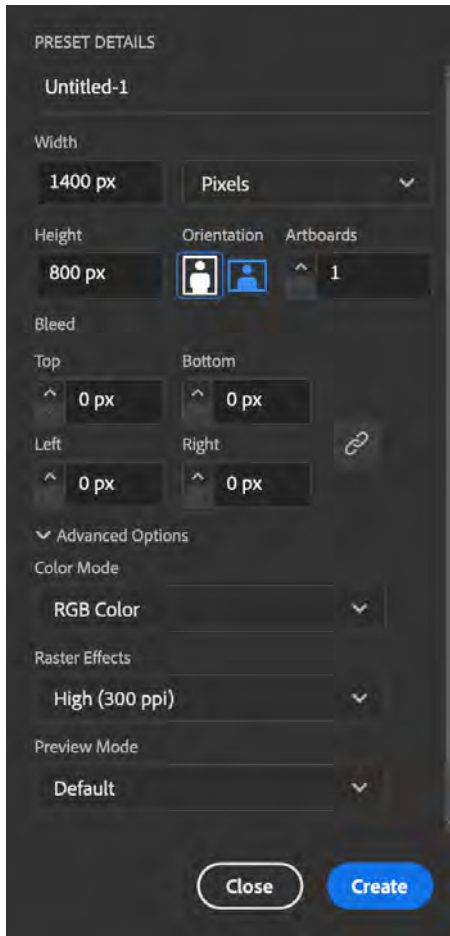 PRESET DETAILS
Untitled-1
Width
1400 px Pixels
Height Orientation Artboards
800 px 1
Bleed
Top Bottom
0 px 0 px
Left Right
0 px 0 px
Advanced Options
Color Mode
RGB Color
Raster Effects
High (300 ppi)
Preview Mode
Default
Close Create